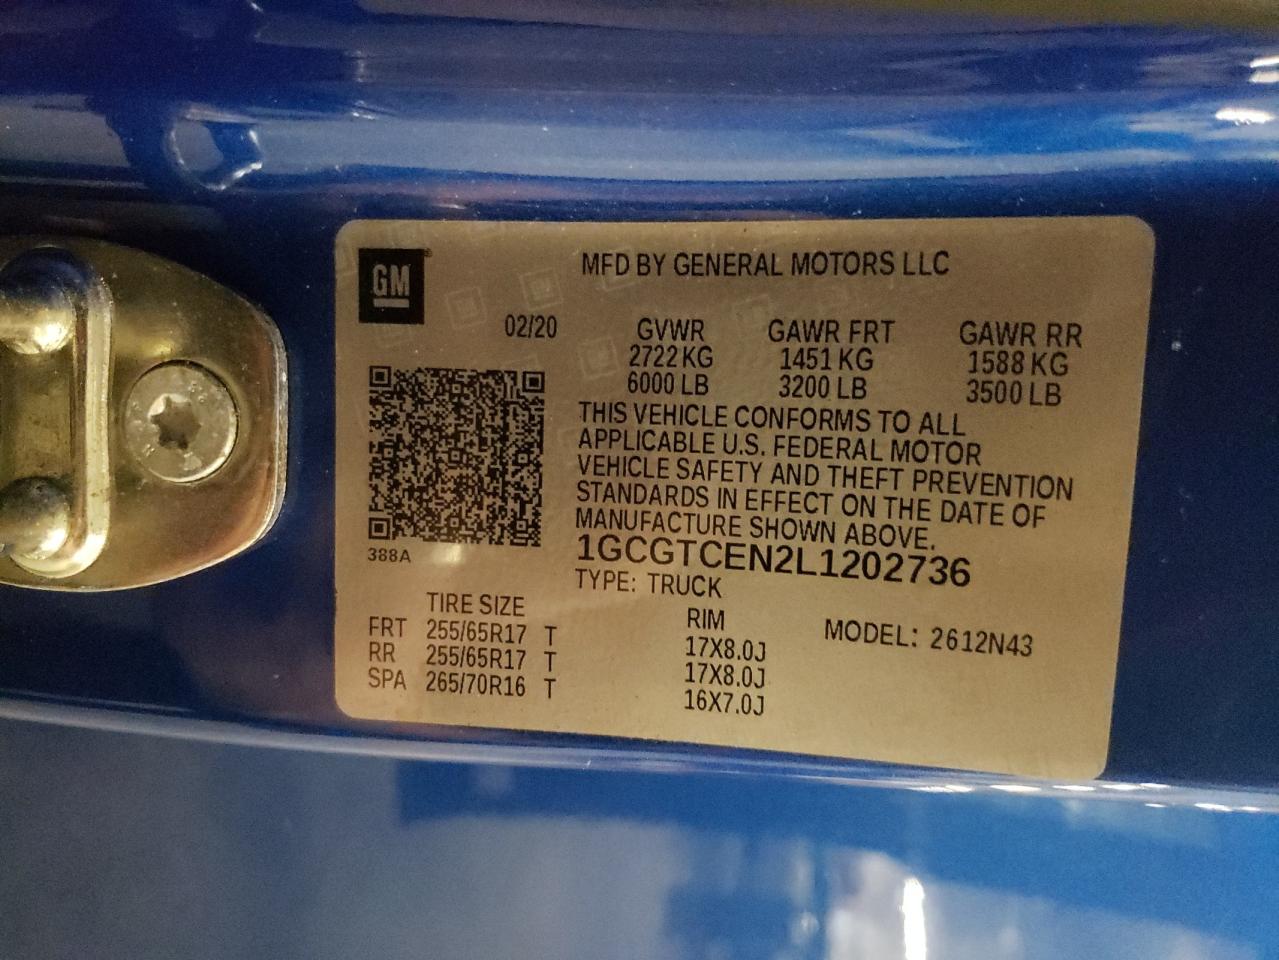 GM
MFD BY GENERAL MOTORS LLC
02/20
GVWR GAWR FRT GAWR RR
2722 KG 1451 KG 1588 KG
6000 LB 3200 LB 3500 LB
THIS VEHICLE CONFORMS TO ALL
APPLICABLE U.S. FEDERAL MOTOR
VEHICLE SAFETY AND THEFT PREVENTION
STANDARDS IN EFFECT ON THE DATE OF
MANUFACTURE SHOWN ABOVE.
388A
1GCGTCEN2L1202736
TYPE: TRUCK
TIRE SIZE RIM
FRT 255/65R17 T 17X8.0J
RR 255/65R17 T 17X8.0J
SPA 265/70R16 T 16X7.0J
MODEL: 2612N43